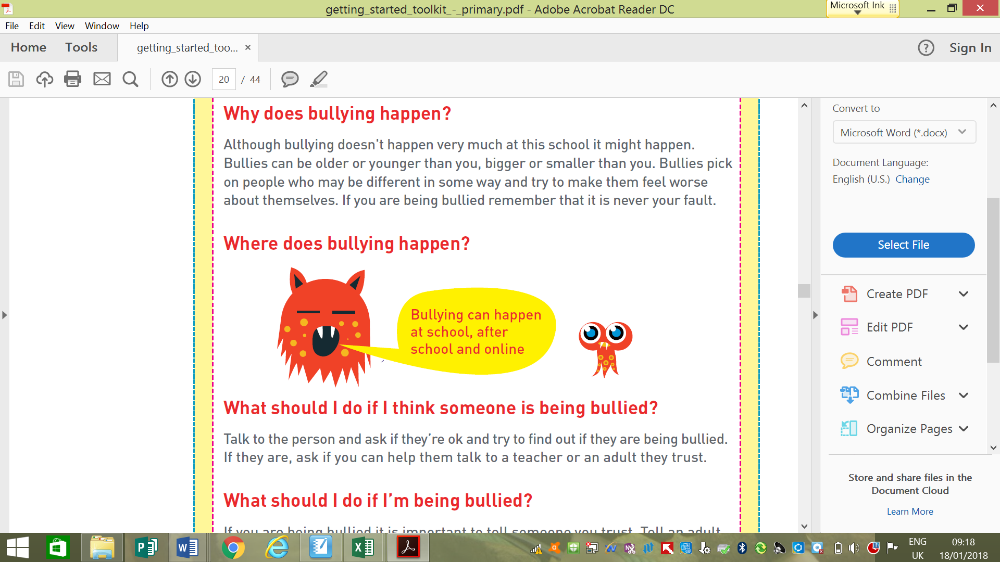 getting_started_toolkit_-_primary.pdf - Adobe Acrobat Reader DC
Microsoft Ink
File Edit View Window Help
Home Tools getting_started_too... × ? Sign In
20 / 44
Why does bullying happen?
Although bullying doesn't happen very much at this school it might happen.
Bullies can be older or younger than you, bigger or smaller than you. Bullies pick
on people who may be different in some way and try to make them feel worse
about themselves. If you are being bullied remember that it is never your fault.
Where does bullying happen?
Bullying can happen
at school, after
school and online
What should I do if I think someone is being bullied?
Talk to the person and ask if they’re ok and try to find out if they are being bullied.
If they are, ask if you can help them talk to a teacher or an adult they trust.
What should I do if I’m being bullied?
If you are being bullied it is important to tell someone you trust. Tell an adult
Convert to
Microsoft Word (*.docx)
Document Language:
English (U.S.) Change
Select File
Create PDF
Edit PDF
Comment
Combine Files
Organize Pages
Store and share files in the
Document Cloud
Learn More
ENG
UK
09:18
18/01/2018